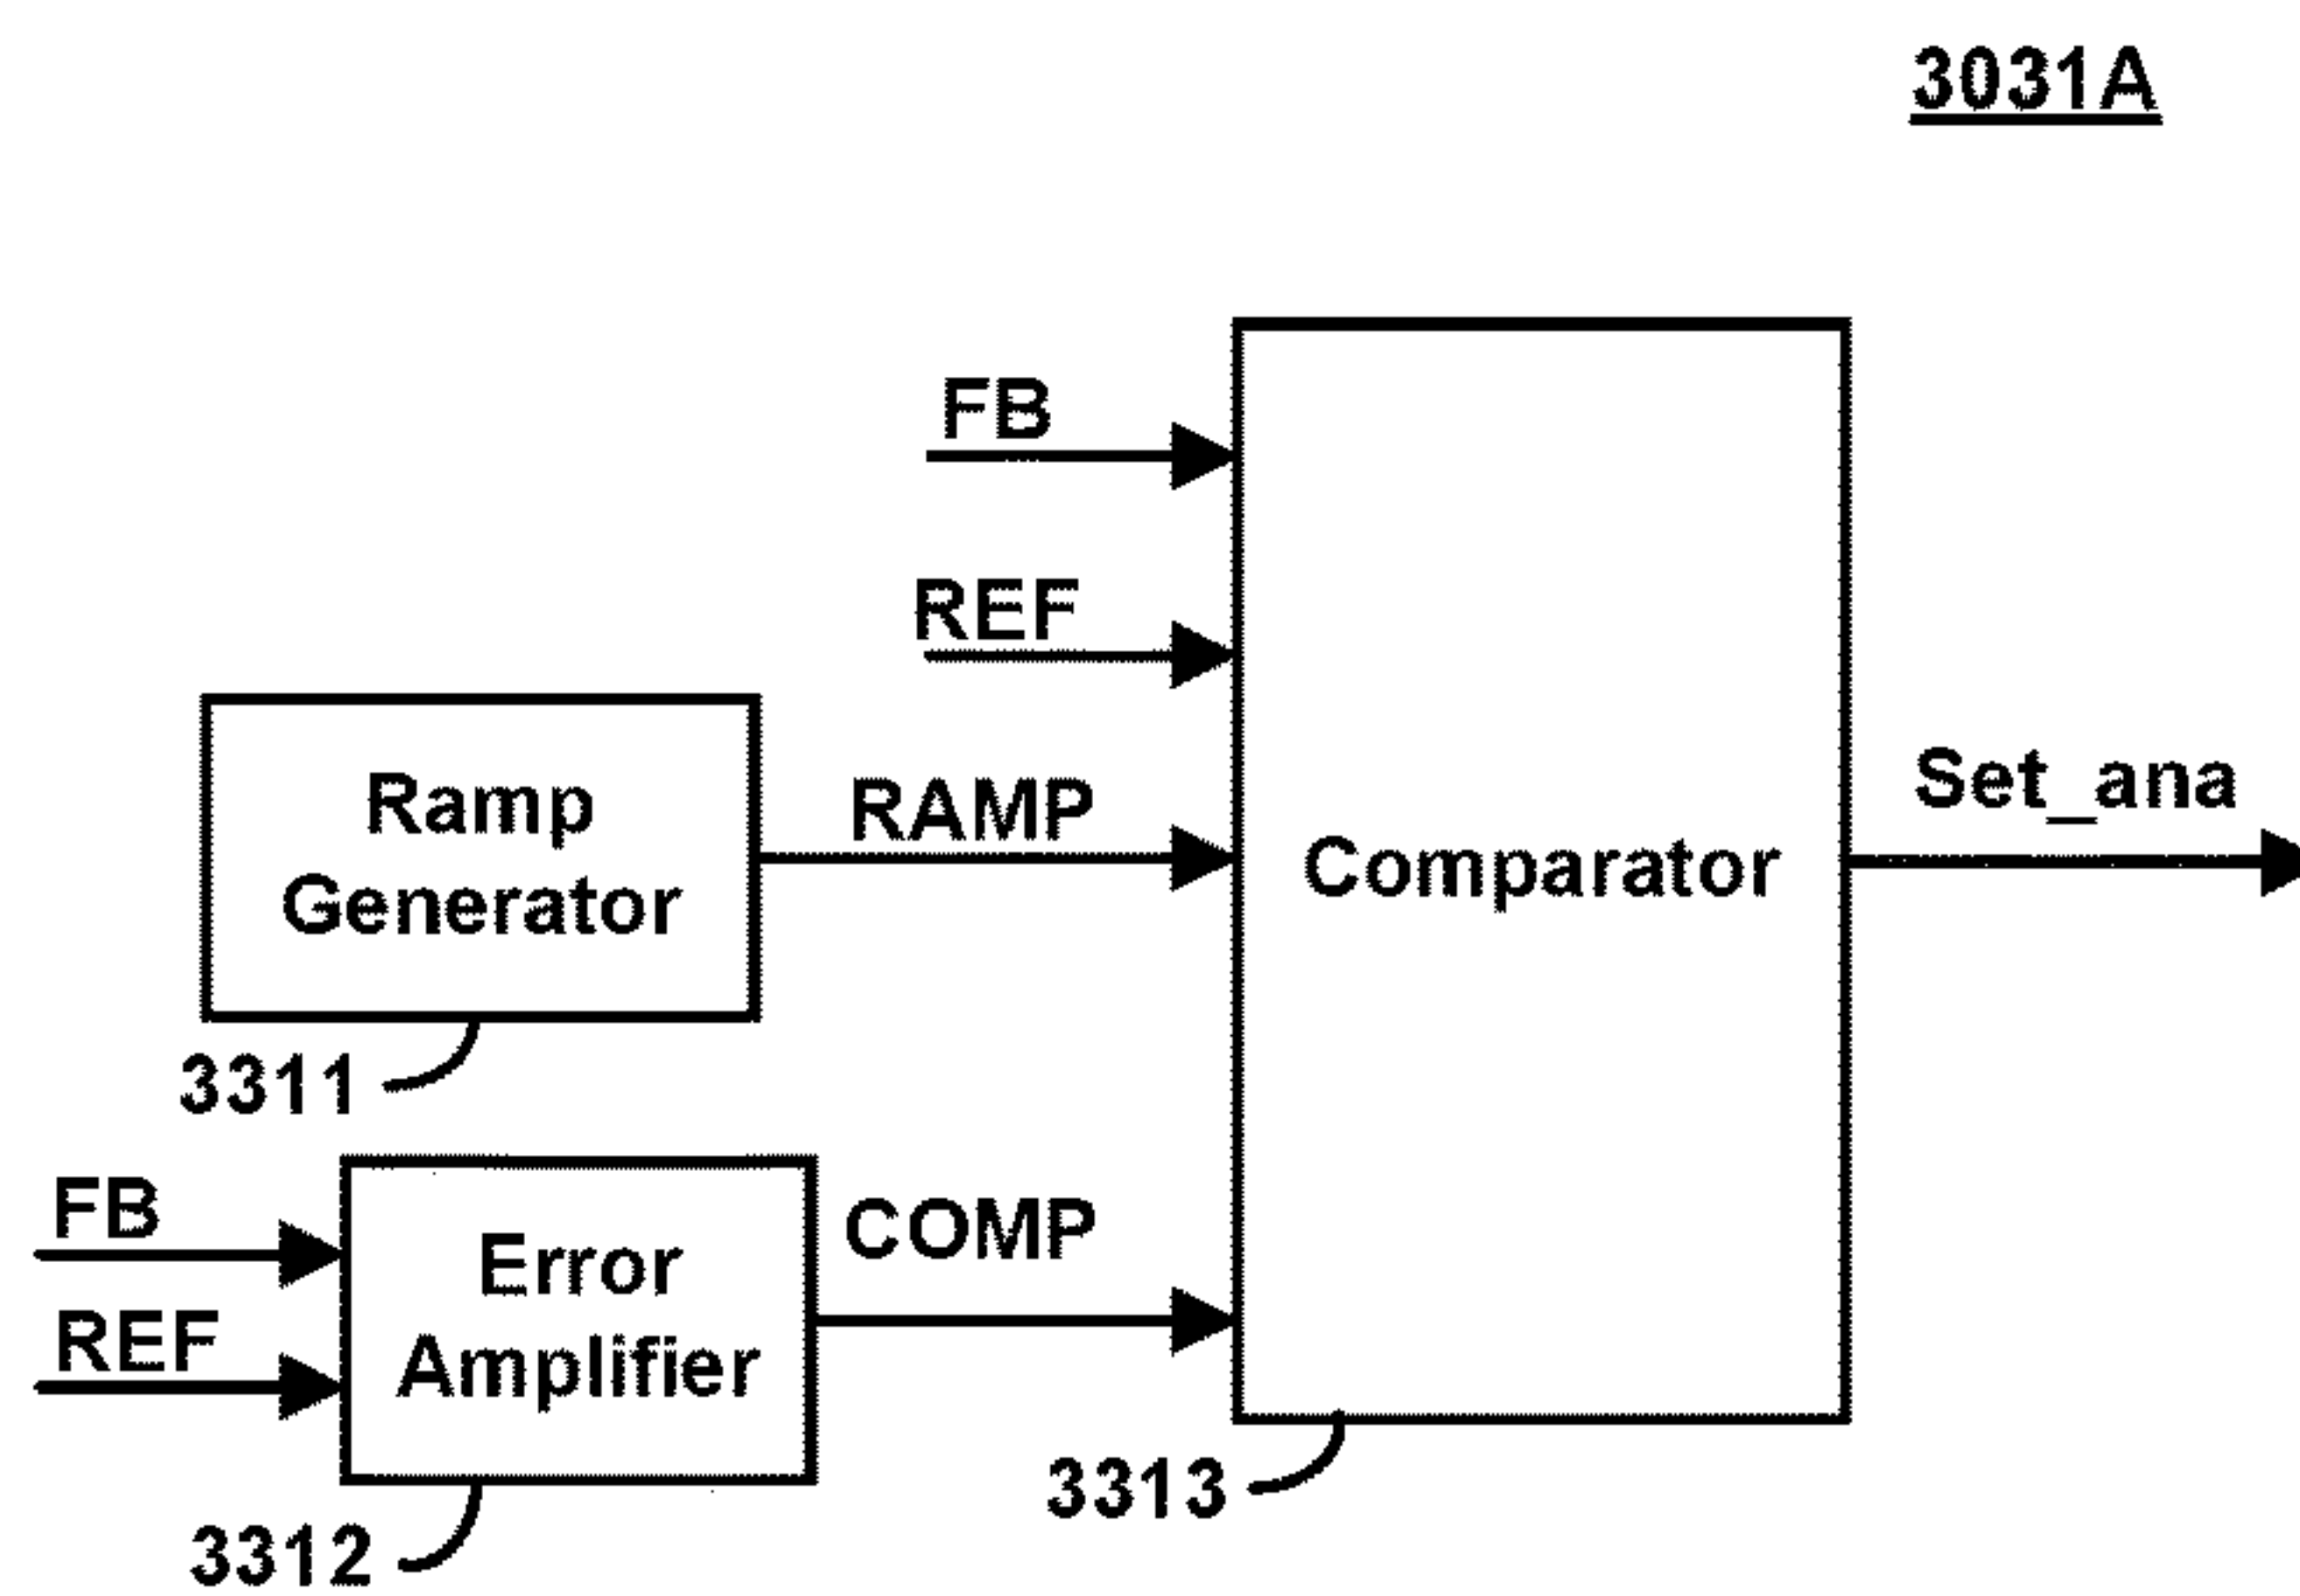 3031A
FB
REF
RAMP
Ramp
Generator
Comparator
Set_ana
3311
FB
REF
Error
Amplifier
COMP
3313
3312